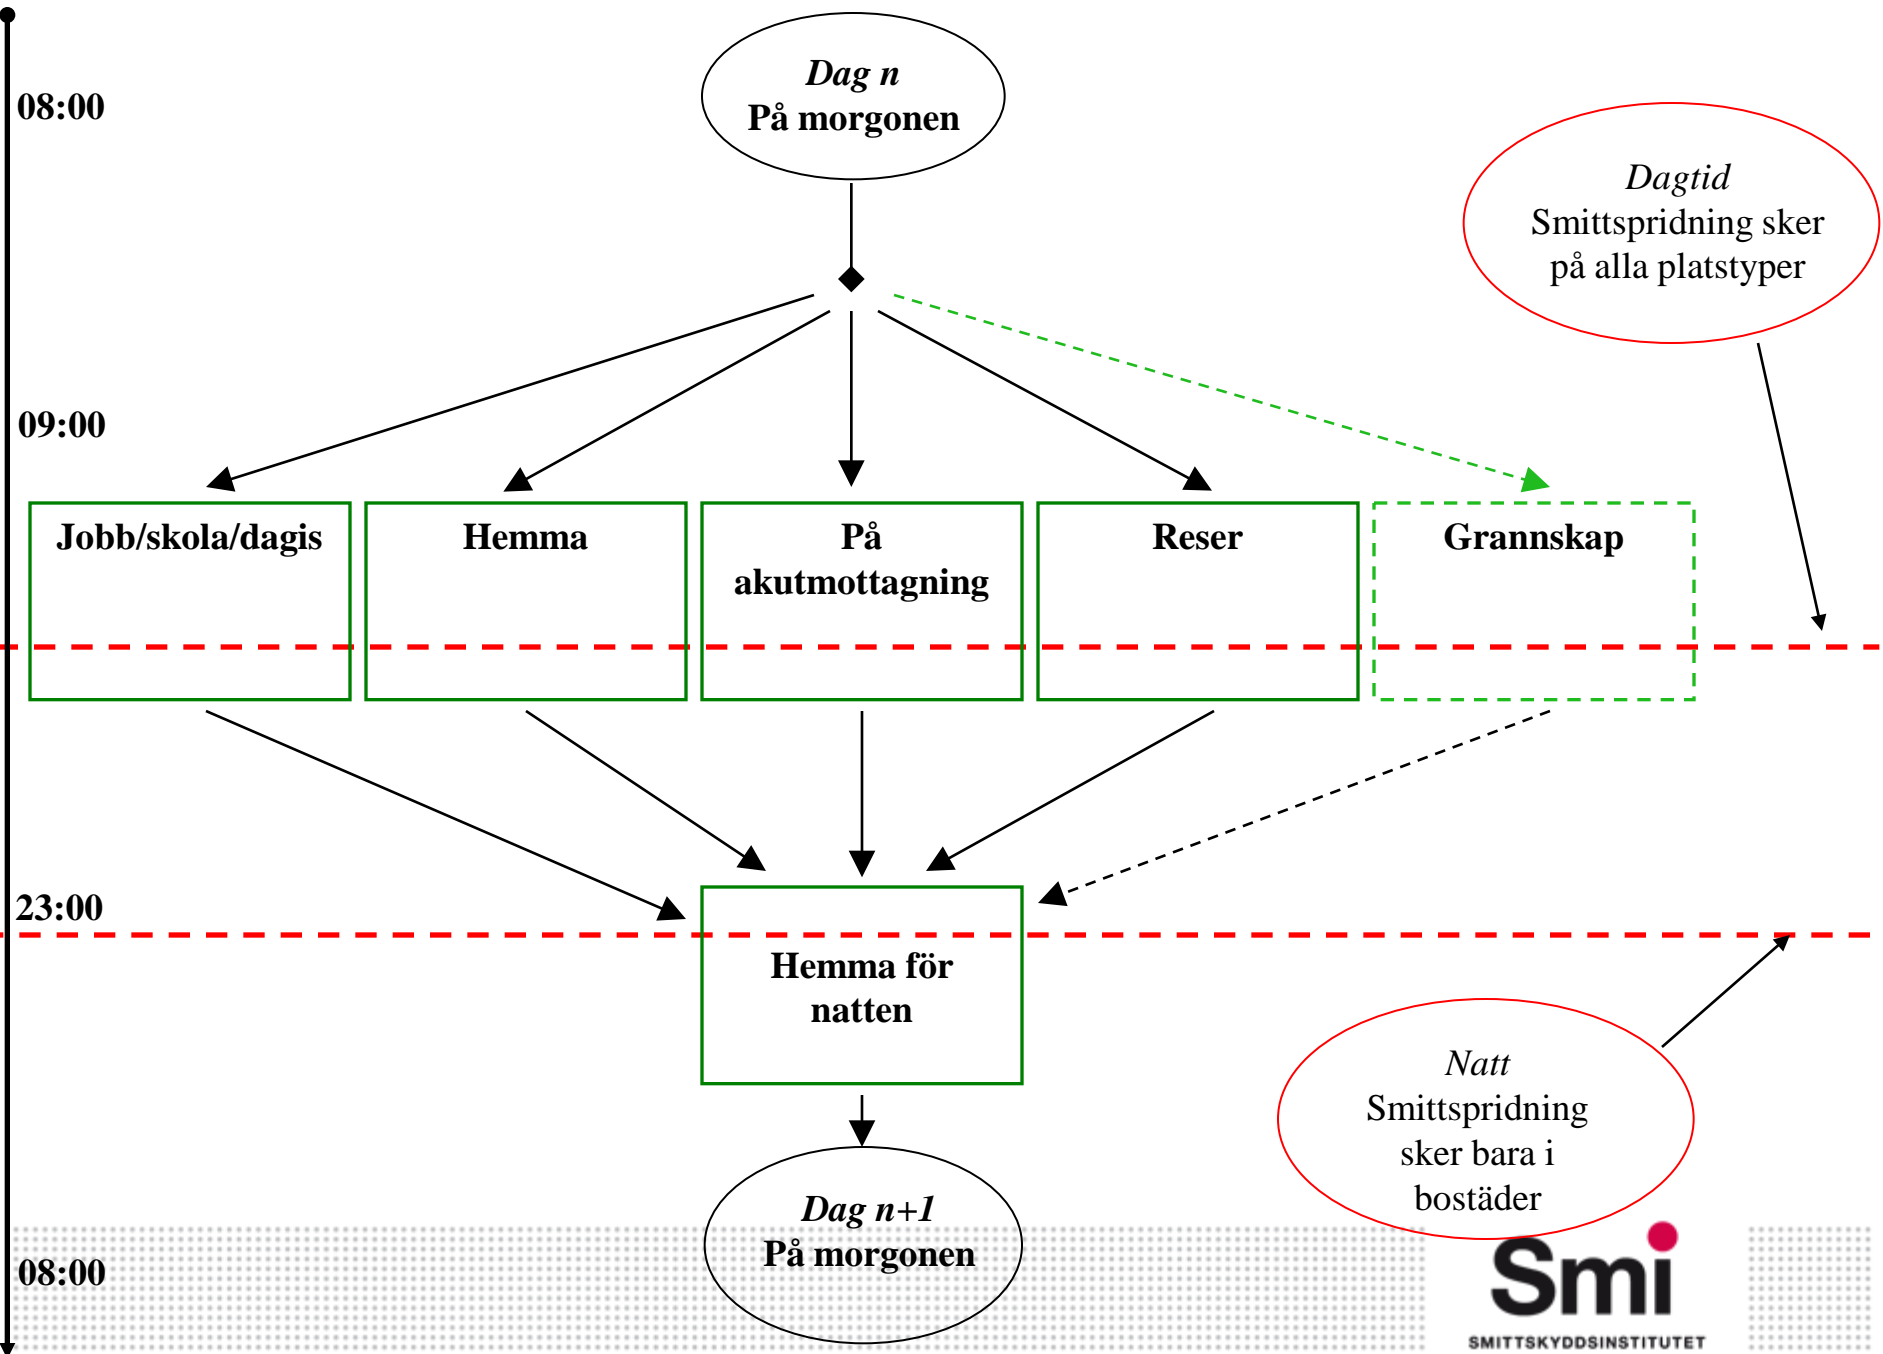 08:00
Dag n
På morgonen
Dagtid
Smittspridning sker
på alla platstyper
09:00
Jobb/skola/dagis
Hemma
På
akutmottagning
Reser
Grannskap
23:00
Hemma för
natten
Natt
Smittspridning
sker bara i
bostäder
Dag n+1
På morgonen
08:00
Smi
SMITTSKYDDSINSTITUTET